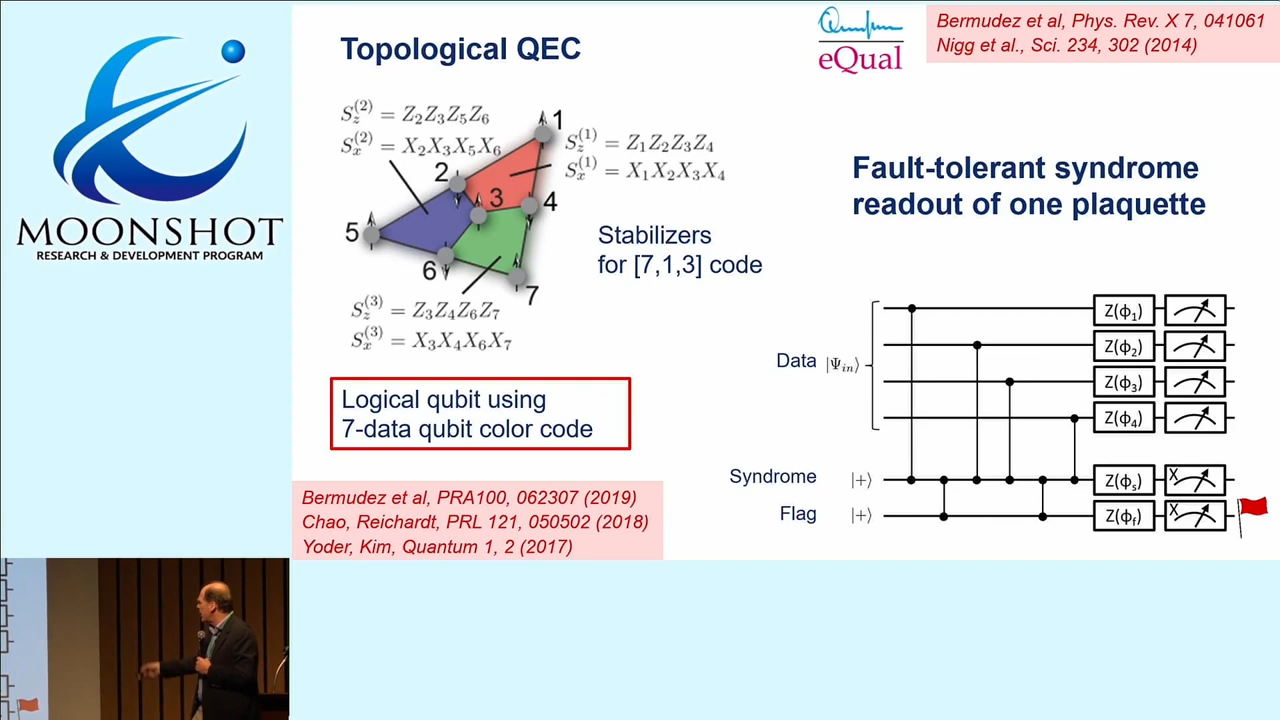 MOONSHOT
RESEARCH & DEVELOPMENT PROGRAM
Topological QEC
eQual
Bermudez et al, Phys. Rev. X 7, 041061
Nigg et al., Sci. 234, 302 (2014)
S_z^(2) = Z_2Z_3Z_5Z_6
S_x^(2) = X_2X_3X_5X_6
S_z^(1) = Z_1Z_2Z_3Z_4
S_x^(1) = X_1X_2X_3X_4
1
2
3
4
5
6
7
Stabilizers
for [7,1,3] code
S_z^(3) = Z_3Z_4Z_6Z_7
S_x^(3) = X_3X_4X_6X_7
Logical qubit using
7-data qubit color code
Bermudez et al, PRA100, 062307 (2019)
Chao, Reichardt, PRL 121, 050502 (2018)
Yoder, Kim, Quantum 1, 2 (2017)
Fault-tolerant syndrome
readout of one plaquette
Data |Ψ_in⟩
Z(ϕ_1)
Z(ϕ_2)
Z(ϕ_3)
Z(ϕ_4)
Syndrome |+⟩ Z(ϕ_s) X
Flag |+⟩ Z(ϕ_f) X